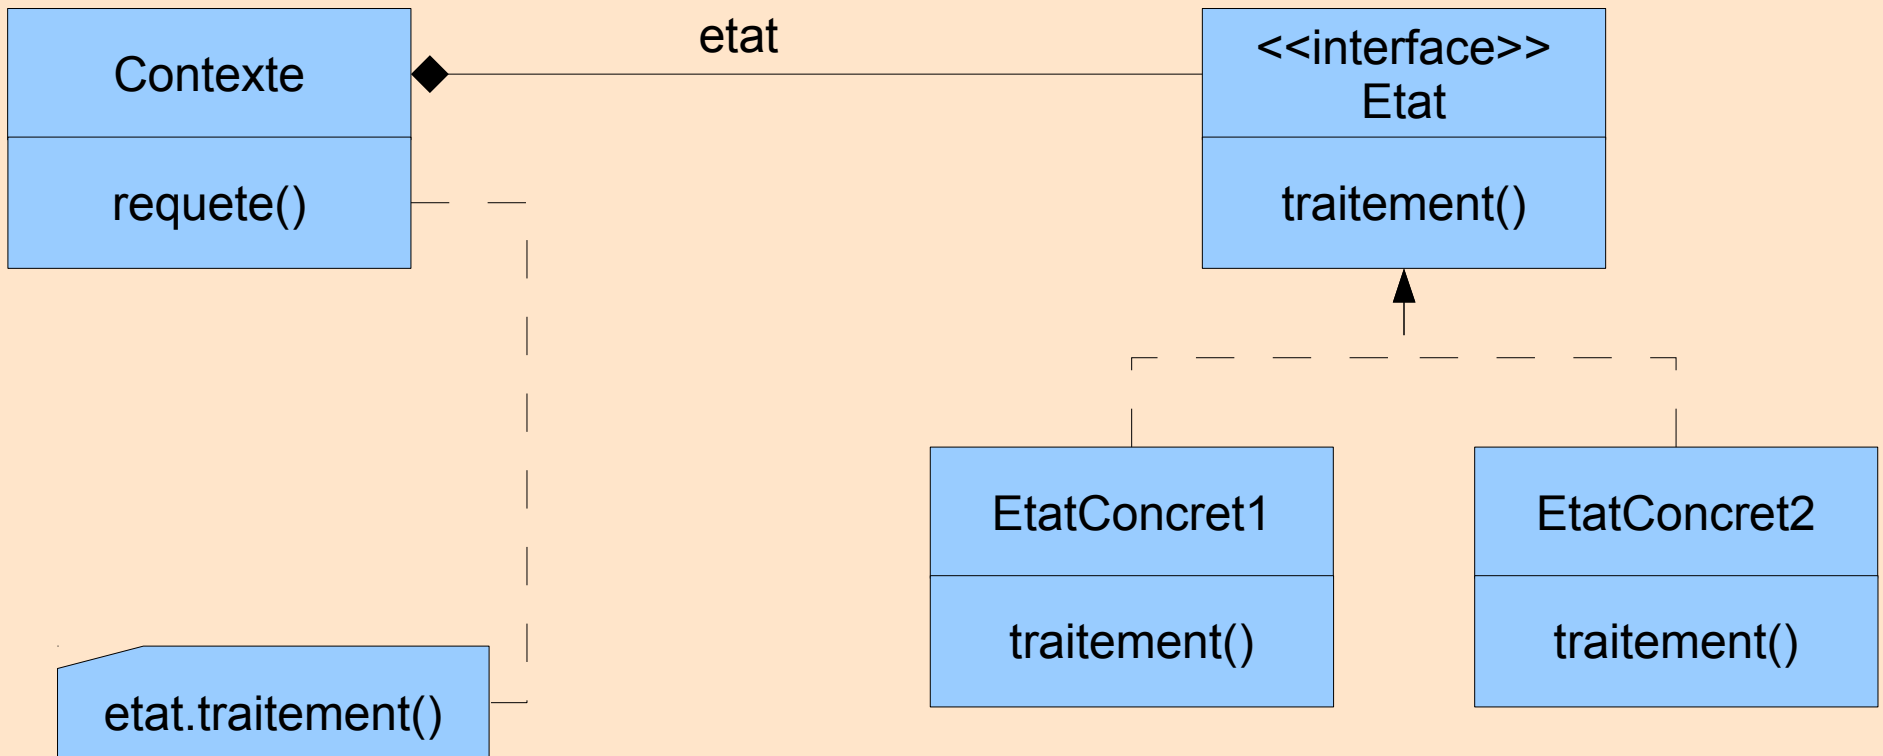 Contexte
requete()
etat
<<interface>>
Etat
traitement()
EtatConcret1
traitement()
EtatConcret2
traitement()
etat.traitement()